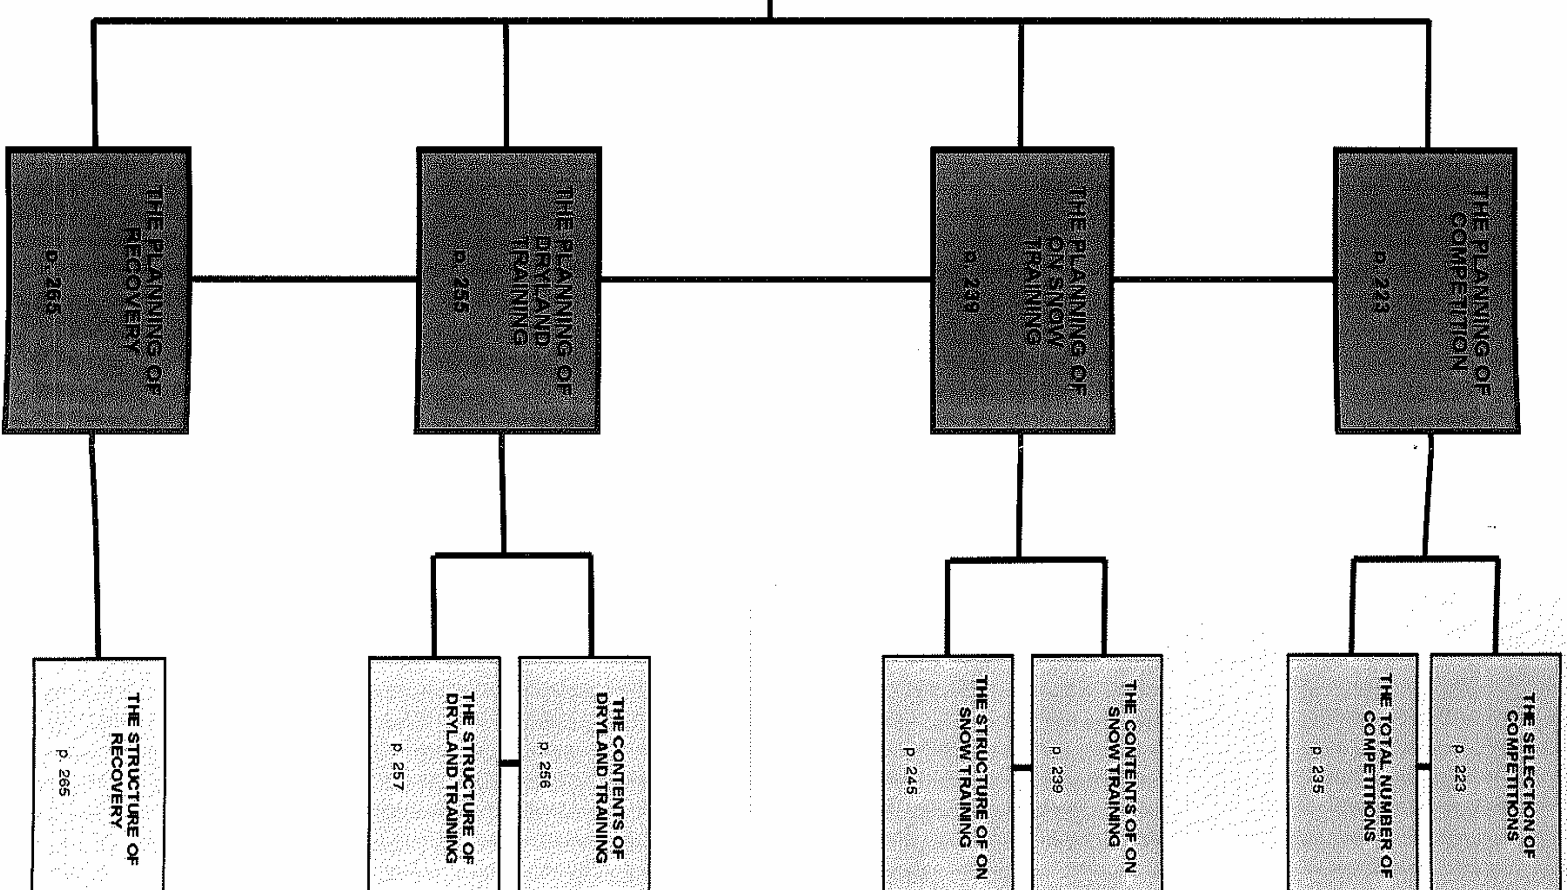 THE PLANNING OF
COMPETITION
p. 223
THE PLANNING OF
ON SNOW
TRAINING
p. 239
THE PLANNING OF
DRYLAND
TRAINING
p. 255
THE PLANNING OF
RECOVERY
p. 265
THE SELECTION OF
COMPETITIONS
p. 223
THE TOTAL NUMBER OF
COMPETITIONS
p. 235
THE CONTENTS OF ON
SNOW TRAINING
p. 239
THE STRUCTURE OF ON
SNOW TRAINING
p. 245
THE CONTENTS OF
DRYLAND TRAINING
p. 256
THE STRUCTURE OF
DRYLAND TRAINING
p. 257
THE STRUCTURE OF
RECOVERY
p. 265